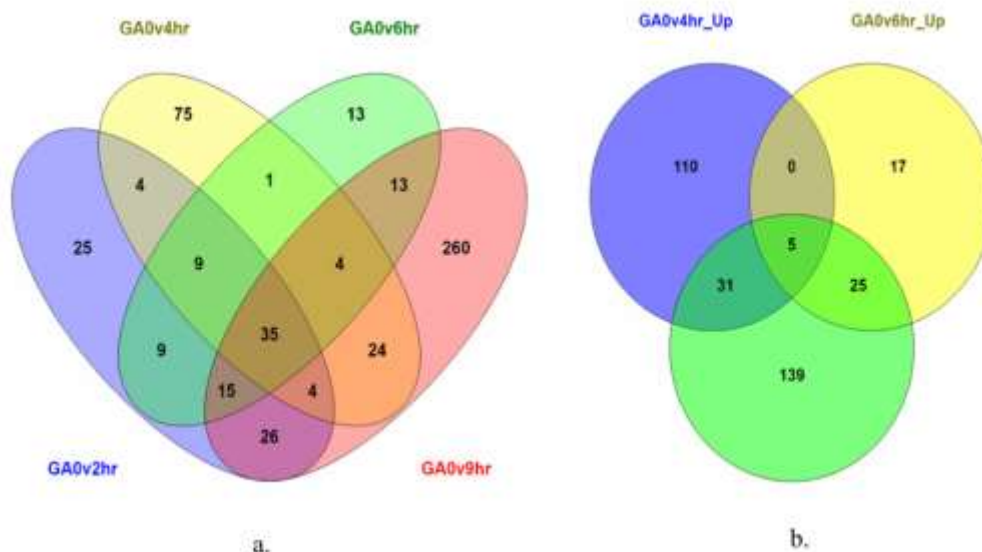 GA0v4hr GA0v6hr
75 13
4 1 13
25 9 4 260
35
9 24
15 4
26
GA0v2hr GA0v9hr
a.
GA0v4hr_Up GA0v6hr_Up
110 0 17
5
31 25
139
b.